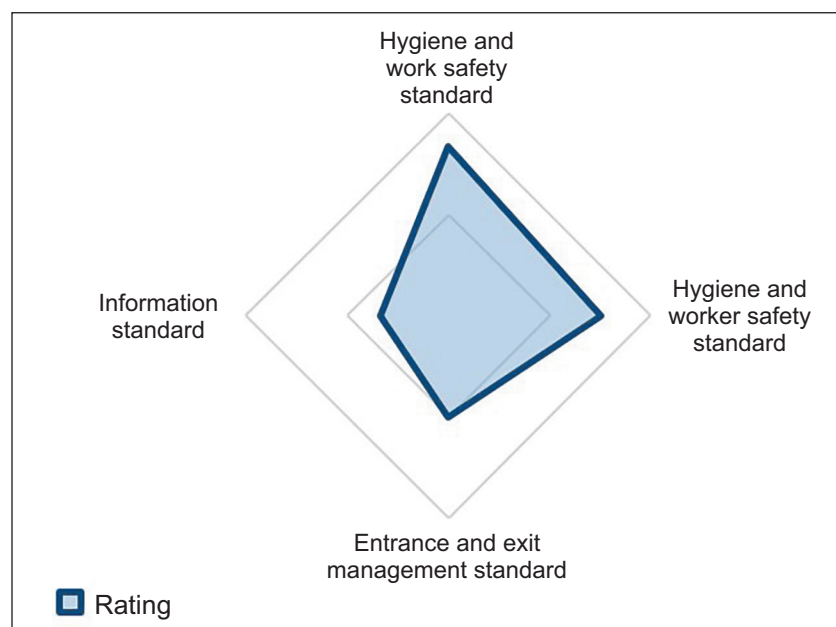 Hygiene and
work safety
standard
Information
standard
Hygiene and
worker safety
standard
Entrance and exit
management standard
Rating